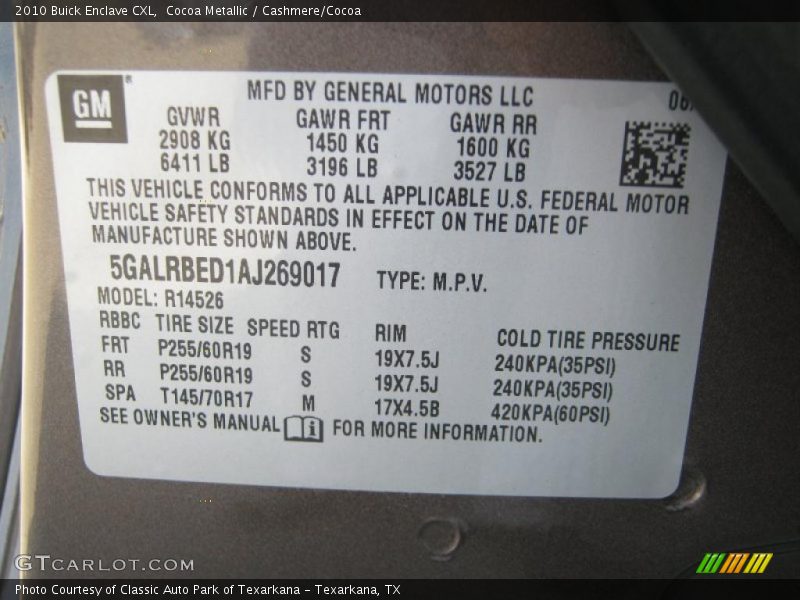 2010 Buick Enclave CXL,  Cocoa Metallic / Cashmere/Cocoa
GM
MFD BY GENERAL MOTORS LLC
GVWR GAWR FRT GAWR RR
2908 KG 1450 KG 1600 KG
6411 LB 3196 LB 3527 LB
THIS VEHICLE CONFORMS TO ALL APPLICABLE U.S. FEDERAL MOTOR
VEHICLE SAFETY STANDARDS IN EFFECT ON THE DATE OF
MANUFACTURE SHOWN ABOVE.
5GALRBED1AJ269017 TYPE: M.P.V.
MODEL: R14526
RBBC TIRE SIZE SPEED RTG RIM COLD TIRE PRESSURE
FRT P255/60R19 S 19X7.5J 240KPA(35PSI)
RR P255/60R19 S 19X7.5J 240KPA(35PSI)
SPA T145/70R17 M 17X4.5B 420KPA(60PSI)
SEE OWNER'S MANUAL i FOR MORE INFORMATION.
GTCARLOT.COM
Photo Courtesy of Classic Auto Park of Texarkana - Texarkana, TX